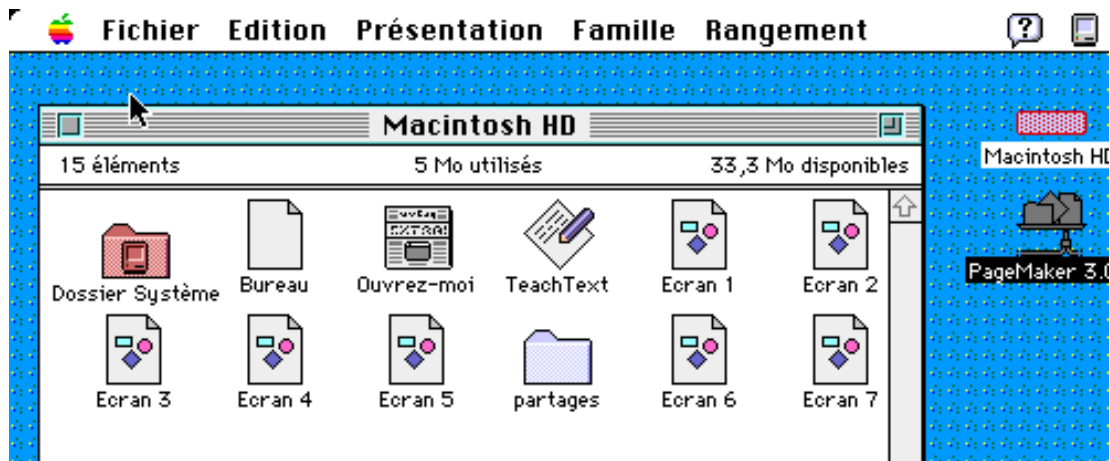 Fichier Edition Présentation Famille Rangement
Macintosh HD
15 éléments 5 Mo utilisés 33,3 Mo disponibles
Macintosh HD
EXTRA!
PageMaker 3.0
Dossier Système Bureau Ouvrez-moi TeachText Ecran 1 Ecran 2
Ecran 3 Ecran 4 Ecran 5 partages Ecran 6 Ecran 7